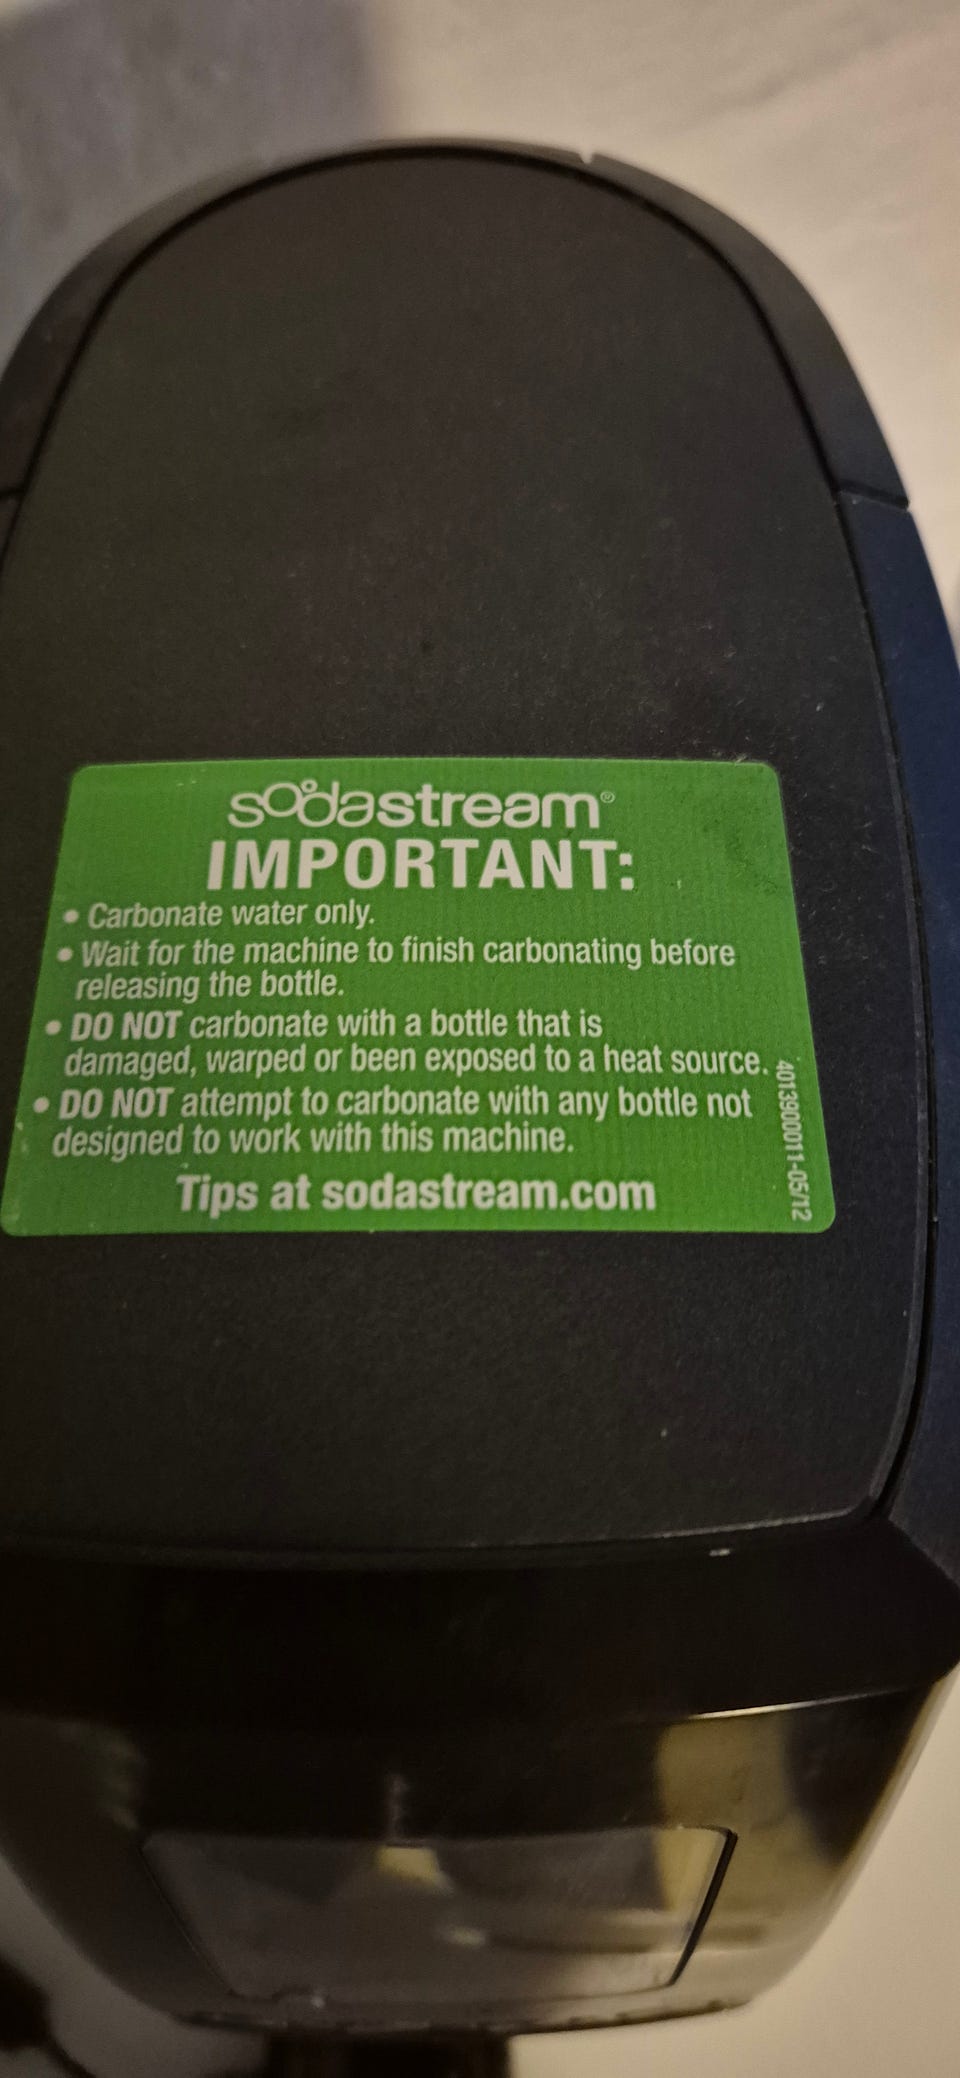 sodastream®
IMPORTANT:
• Carbonate water only.
• Wait for the machine to finish carbonating before
releasing the bottle.
• DO NOT carbonate with a bottle that is
damaged, warped or been exposed to a heat source.
• DO NOT attempt to carbonate with any bottle not
designed to work with this machine.
Tips at sodastream.com
4013900011-05/12